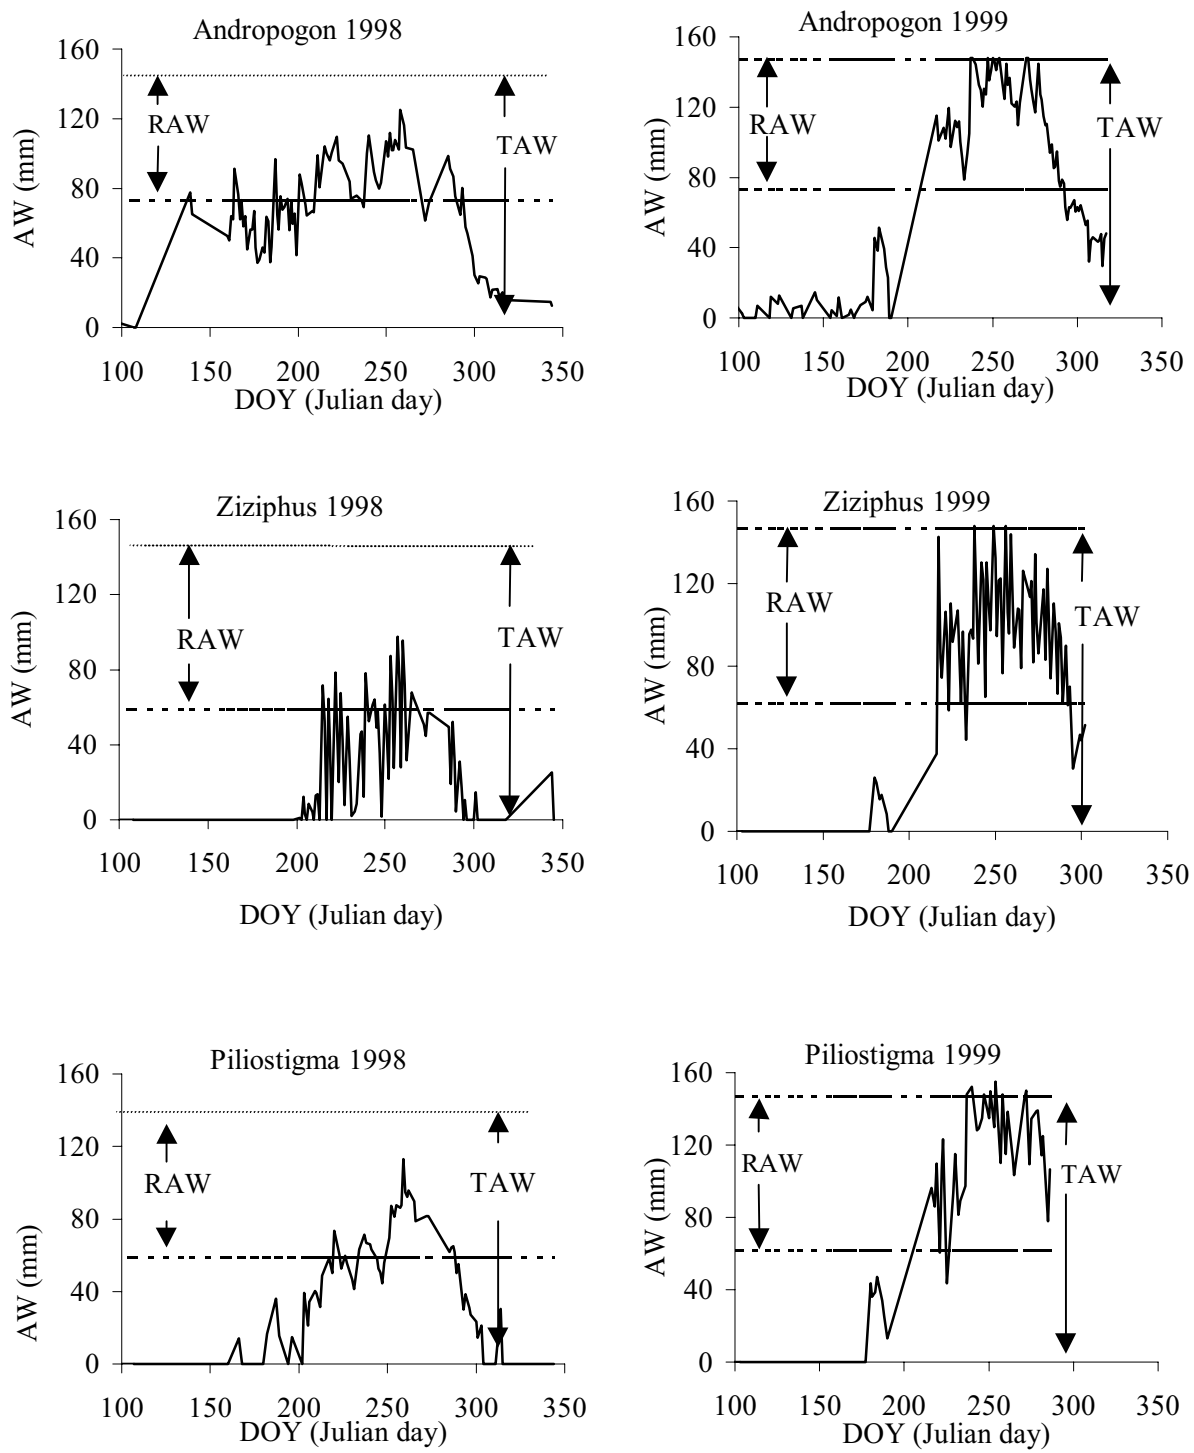 Andropogon 1998
160
120
80
40
0
AW (mm)
RAW
TAW
100 150 200 250 300 350
DOY (Julian day)
Andropogon 1999
160
120
80
40
0
AW (mm)
RAW
TAW
100 150 200 250 300 350
DOY (Julian day)
Ziziphus 1998
160
120
80
40
0
AW (mm)
RAW
TAW
100 150 200 250 300 350
DOY (Julian day)
Ziziphus 1999
160
120
80
40
0
AW (mm)
RAW
TAW
100 150 200 250 300 350
DOY (Julian day)
Piliostigma 1998
160
120
80
40
0
AW (mm)
RAW
TAW
100 150 200 250 300 350
DOY (Julian day)
Piliostigma 1999
160
120
80
40
0
AW (mm)
RAW
TAW
100 150 200 250 300 350
DOY (Julian day)